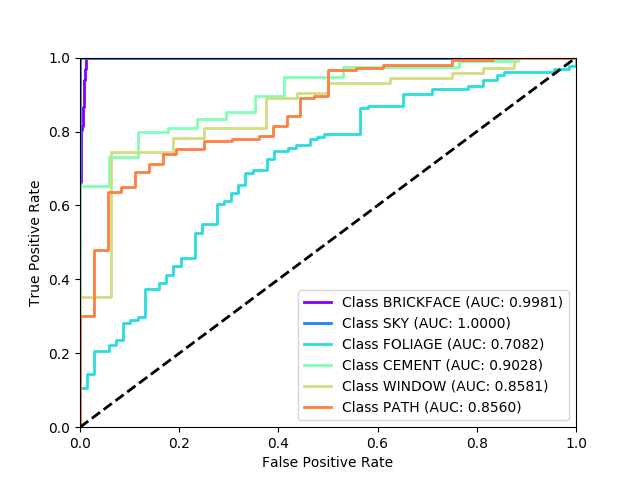 1.0
0.8
0.6
0.4
0.2
0.0
True Positive Rate
Class BRICKFACE (AUC: 0.9981)
Class SKY (AUC: 1.0000)
Class FOLIAGE (AUC: 0.7082)
Class CEMENT (AUC: 0.9028)
Class WINDOW (AUC: 0.8581)
Class PATH (AUC: 0.8560)
0.0 0.2 0.4 0.6 0.8 1.0
False Positive Rate